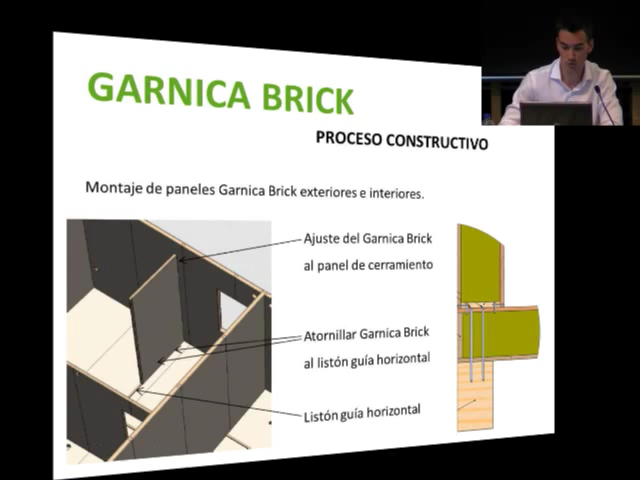 GARNICA BRICK
PROCESO CONSTRUCTIVO
Montaje de paneles Garnica Brick exteriores e interiores.
Ajuste del Garnica Brick
al panel de cerramiento
Atornillar Garnica Brick
al listón guía horizontal
Listón guía horizontal